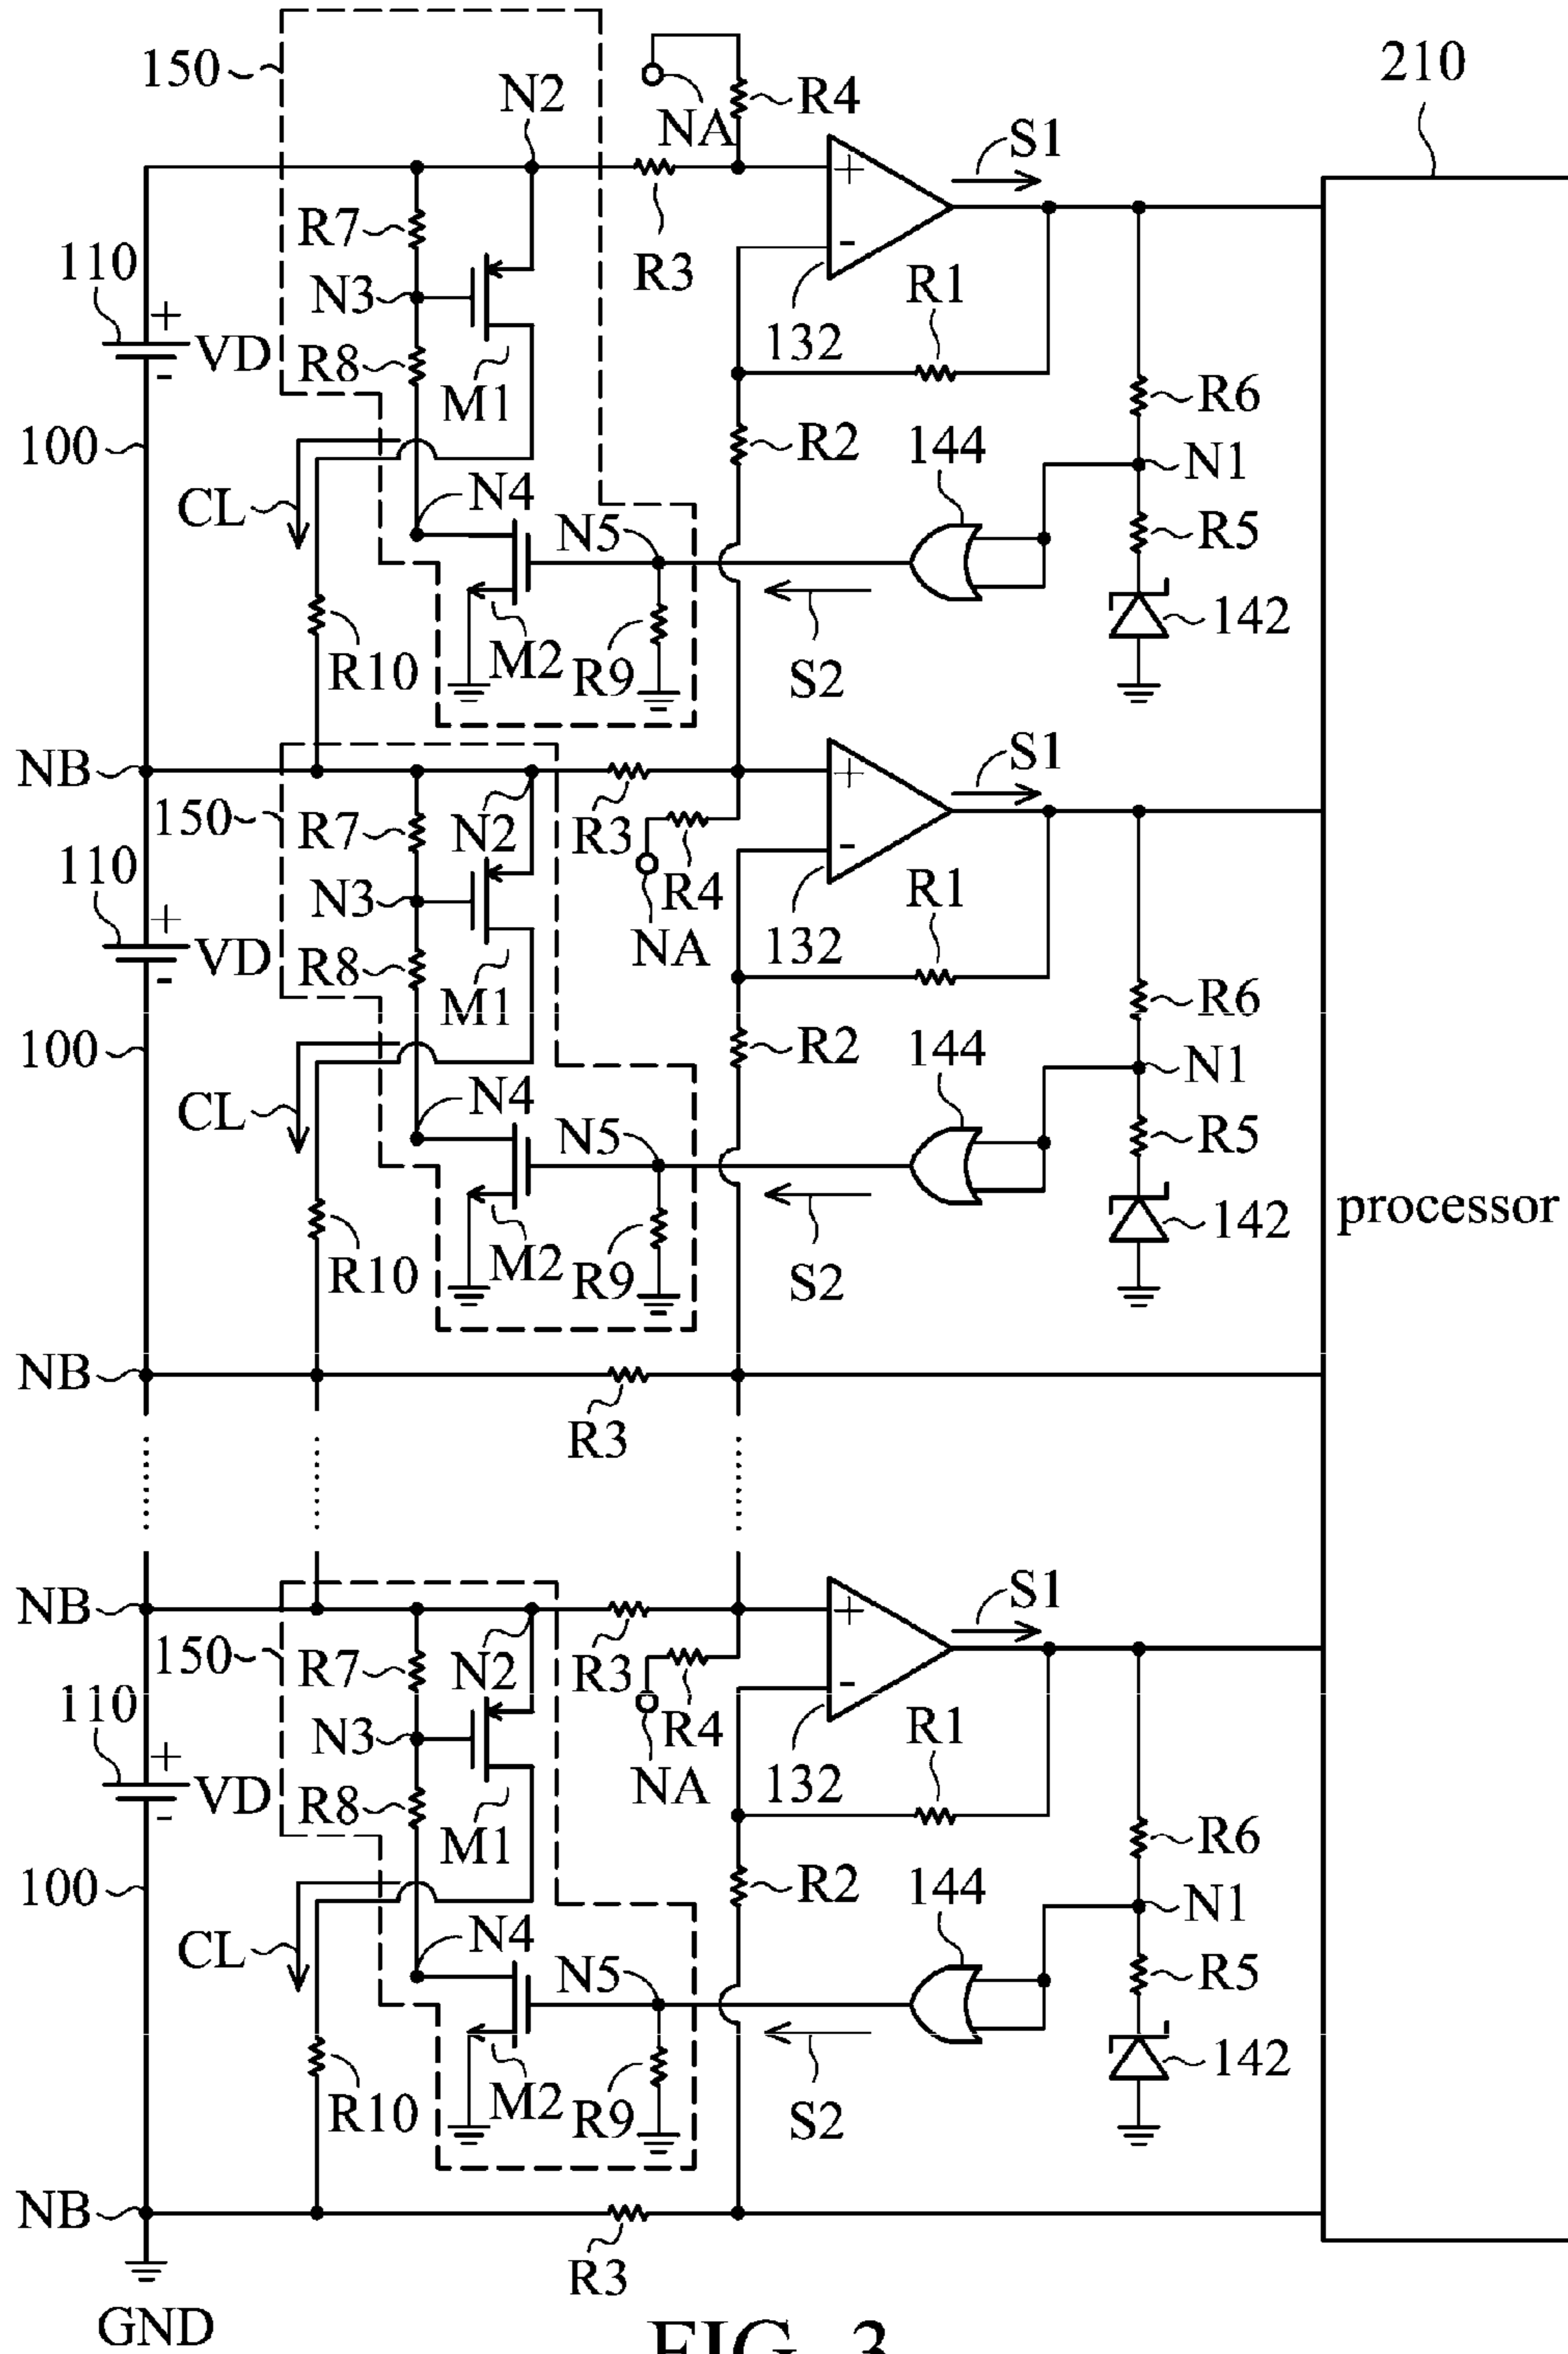 150
N2
NA
R4
S1
210
R7
R3
110
+
-
N3
R1
+
VD
-
132
R8
M1
R6
100
R2
144
N1
CL
N4
N5
R5
142
R10
M2
R9
S2
NB
+
S1
150
R7
N2
R3
110
-
N3
R4
R1
+
VD
-
NA
132
R8
M1
R6
100
R2
144
N1
CL
N4
N5
R5
processor
142
R10
M2
R9
S2
NB
R3
NB
+
S1
150
R7
N2
R3
110
-
N3
R4
R1
+
VD
-
NA
132
R8
M1
R6
100
R2
144
N1
CL
N4
N5
R5
142
R10
M2
R9
S2
NB
R3
GND
FIG. 3